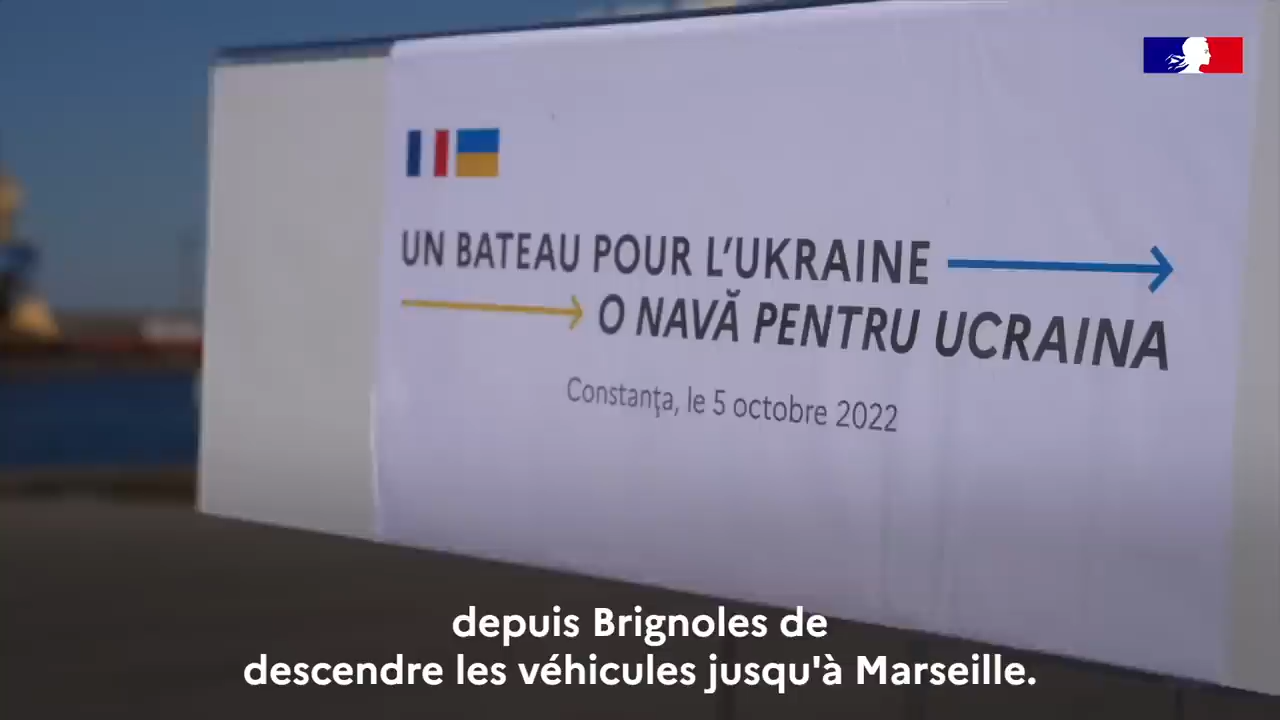 UN BATEAU POUR L'UKRAINE
O NAVĂ PENTRU UCRAINA
Constanţa, le 5 octobre 2022
depuis Brignoles de
descendre les véhicules jusqu'à Marseille.